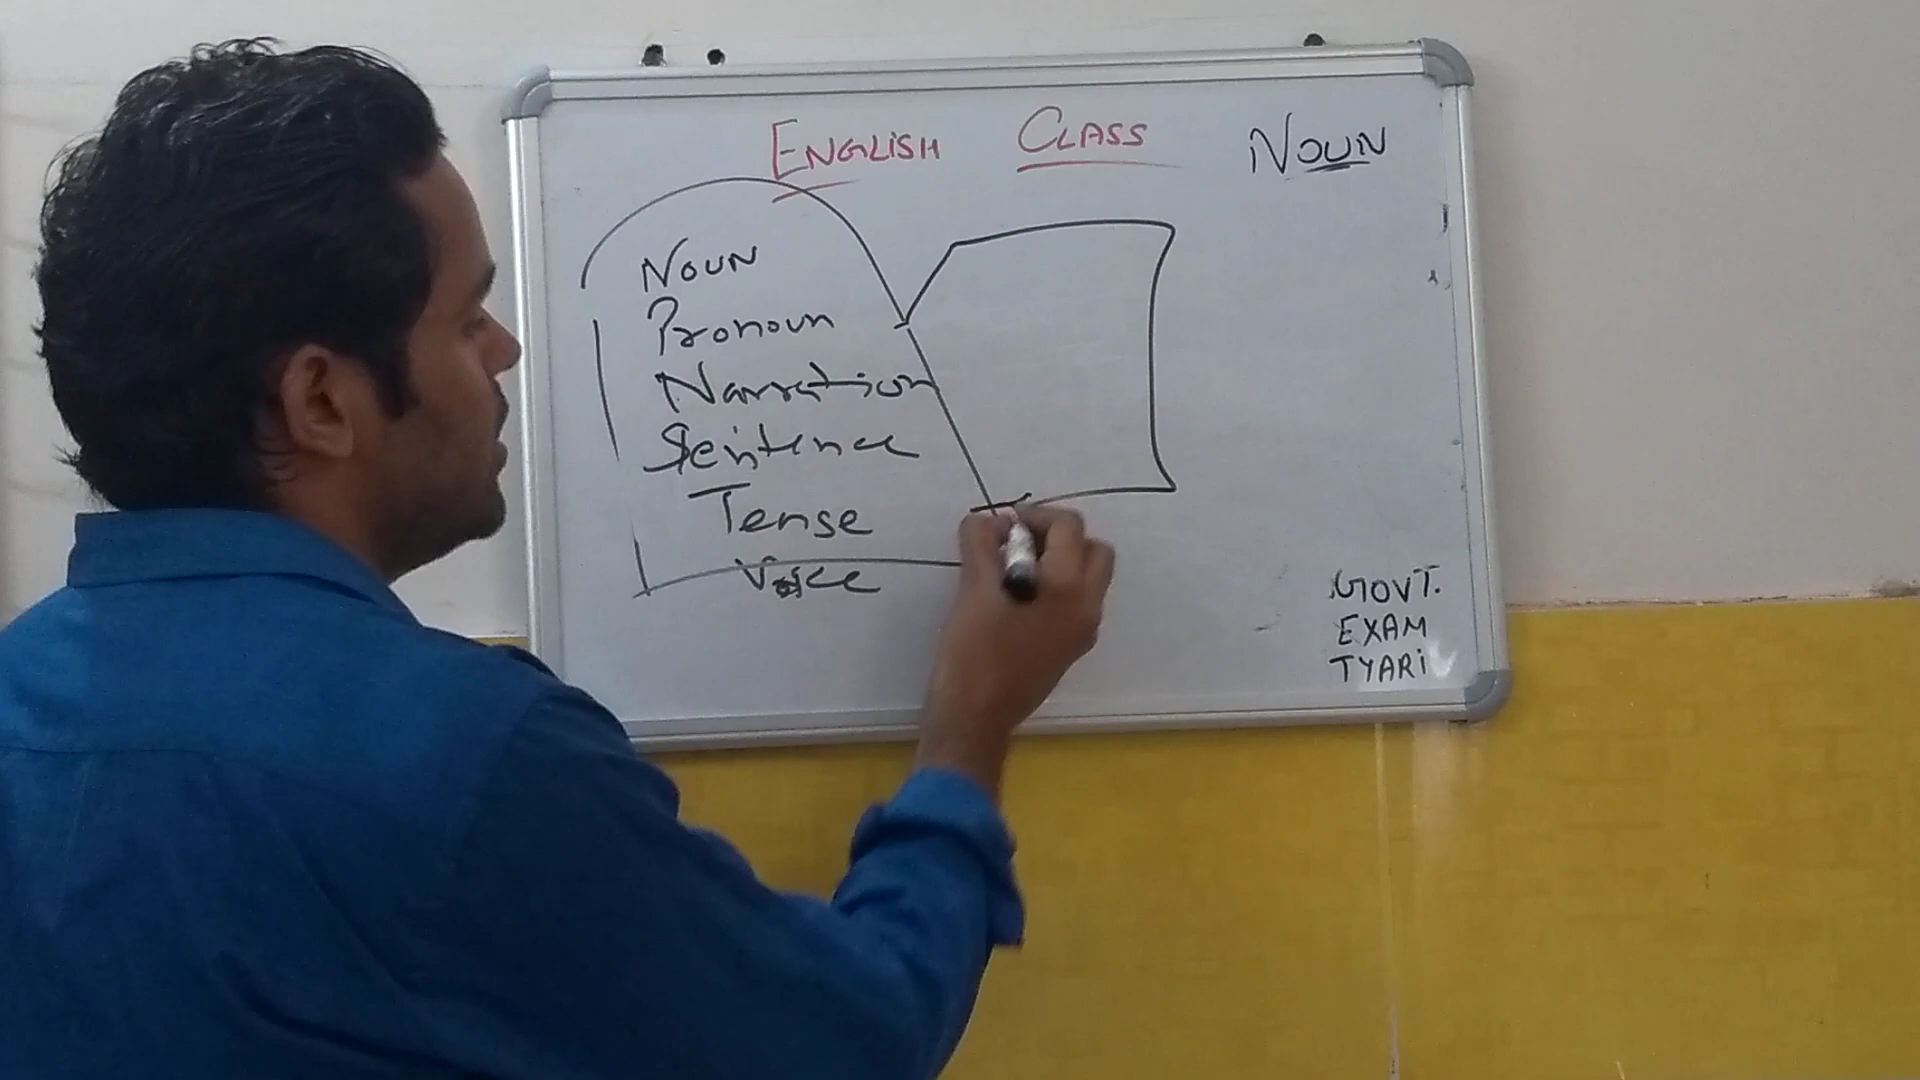 ENGLISH CLASS NOUN
NOUN
Pronoun
Narration
Sentence
Tense
Voice
GOVT.
EXAM
TYARI